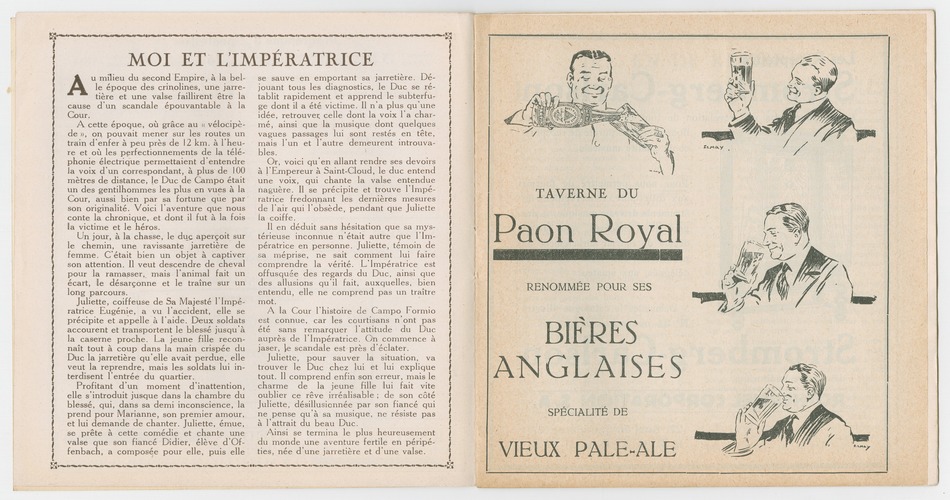 MOI ET L'IMPÉRATRICE
Au milieu du second Empire, à la bel-
le époque des crinolines, une jarre-
tière et une valse faillirent être la
cause d'un scandale épouvantable à la
Cour.
A cette époque, où grâce au « vélocipè-
de », on pouvait mener sur les routes un
train d'enfer à peu près de 12 km. à l'heu-
re et où les perfectionnements de la télé-
phonie électrique permettaient d'entendre
la voix d'un correspondant, à plus de 100
mètres de distance, le Duc de Campo était
un des gentilhommes les plus en vues à la
Cour, aussi bien par sa fortune que par
son originalité. Voici l'aventure que nous
conte la chronique, et dont il fut à la fois
la victime et le héros.
Un jour, à la chasse, le duc aperçoit sur
le chemin, une ravissante jarretière de
femme. C'était bien un objet à captiver
son attention. Il veut descendre de cheval
pour la ramasser, mais l'animal fait un
écart, le désarçonne et le traîne sur un
long parcours.
Juliette, coiffeuse de Sa Majesté l'Impé-
ratrice Eugénie, a vu l'accident, elle se
précipite et appelle à l'aide. Deux soldats
accourent et transportent le blessé jusqu'à
la caserne proche. La jeune fille recon-
naît tout à coup dans la main crispée du
Duc la jarretière qu'elle avait perdue, elle
veut la reprendre, mais les soldats lui in-
terdisent l'entrée du quartier.
Profitant d'un moment d'inattention,
elle s'introduit jusque dans la chambre du
blessé, qui, dans sa demi inconscience, la
prend pour Marianne, son premier amour,
et lui demande de chanter. Juliette, émue,
se prête à cette comédie et chante une
valse que son fiancé Didier, élève d'Of-
fenbach, a composée pour elle, puis elle
se sauve en emportant sa jarretière. Dé-
jouant tous les diagnostics, le Duc se ré-
tablit rapidement et apprend le subterfu-
ge dont il a été victime. Il n'a plus qu'une
idée, retrouver celle dont la voix l'a char-
mé, ainsi que la musique dont quelques
vagues passages lui sont restés en tête,
mais l'un et l'autre demeurent introuva-
bles.
Or, voici qu'en allant rendre ses devoirs
à l'Empereur à Saint-Cloud, le duc entend
une voix, qui chante la valse entendue
naguère. Il se précipite et trouve l'Impé-
ratrice fredonnant les dernières mesures
de l'air qui l'obsède, pendant que Juliette
la coiffe.
Il en déduit sans hésitation que sa mys-
térieuse inconnue n'était autre que l'Im-
pératrice en personne. Juliette, témoin de
sa méprise, ne sait comment lui faire
comprendre la vérité. L'Impératrice est
offusquée des regards du Duc, ainsi que
des allusions qu'il fait, auxquelles, bien
entendu, elle ne comprend pas un traître
mot.
A la Cour l'histoire de Campo Formio
est connue, car les courtisans n'ont pas
été sans remarquer l'attitude du Duc
auprès de l'Impératrice. On commence à
jaser, le scandale est près d'éclater.
Juliette, pour sauver la situation, va
trouver le Duc chez lui et lui explique
tout. Il comprend enfin son erreur, mais le
charme de la jeune fille lui fait vite
oublier ce rêve irréalisable ; de son côté
Juliette, désillusionnée par son fiancé qui
ne pense qu'à sa musique, ne résiste pas
à l'attrait du beau Duc.
Ainsi se termina le plus heureusement
du monde une aventure fertile en péripé-
ties, née d'une jarretière et d'une valse.
TAVERNE DU
Paon Royal
RENOMMÉE POUR SES
BIÈRES
ANGLAISES
SPÉCIALITÉ DE
VIEUX PALE-ALE